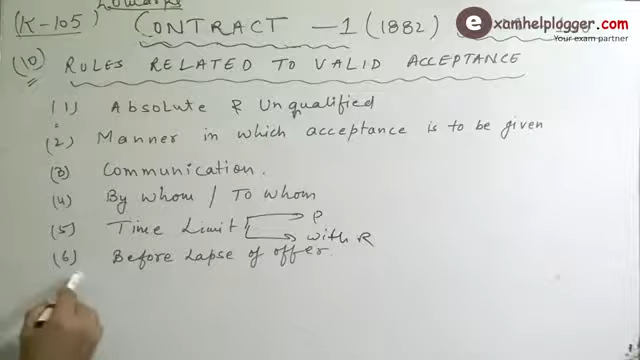 (K-105)
CONTRACT - 1 (1882)
examhelplogger.com
Your exam partner
(10) RULES RELATED TO VALID ACCEPTANCE
(1) Absolute & Unqualified
(2) Manner in which acceptance is to be given
(3) Communication.
(4) By whom / To whom
(5) Time Limit P
with R
(6) Before Lapse of offer.